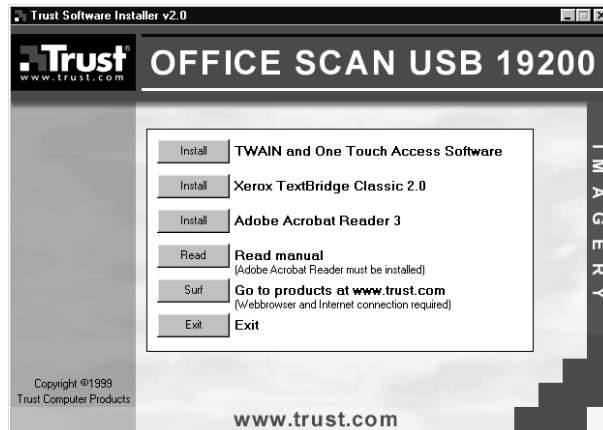 Trust Software Installer v2.0
Trust
www.trust.com
OFFICE SCAN USB 19200
IMAGERY
Install TWAIN and One Touch Access Software
Install Xerox TextBridge Classic 2.0
Install Adobe Acrobat Reader 3
Read Read manual
(Adobe Acrobat Reader must be installed)
Surf Go to products at www.trust.com
(Webbrowser and Internet connection required)
Exit Exit
Copyright ©1999
Trust Computer Products
www.trust.com